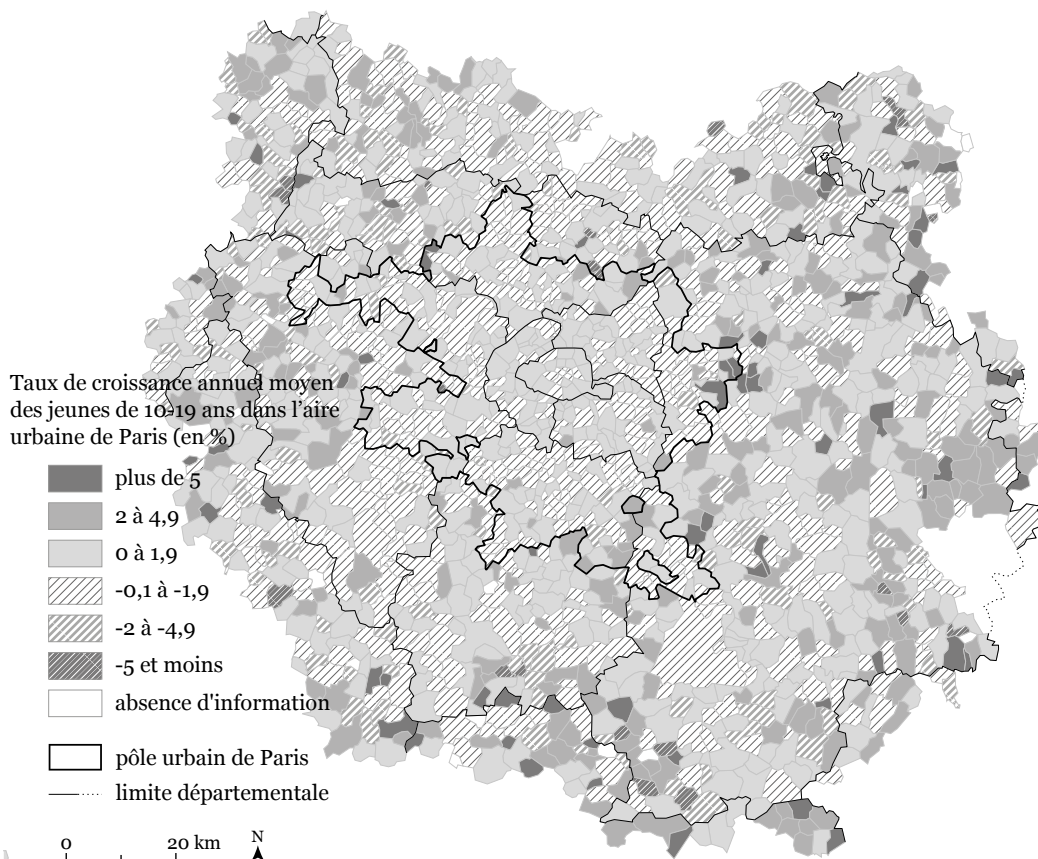 Taux de croissance annuel moyen
des jeunes de 10-19 ans dans l'aire
urbaine de Paris (en %)
plus de 5
2 à 4,9
0 à 1,9
-0,1 à -1,9
-2 à -4,9
-5 et moins
absence d'information
pôle urbain de Paris
limite départementale
0 20 km N